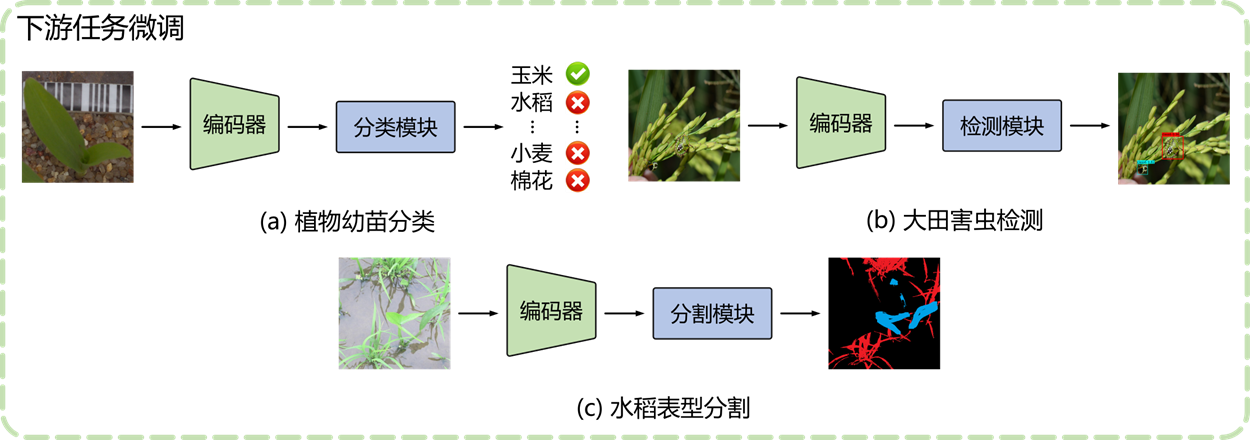 下游任务微调
编码器
分类模块
玉米
水稻
小麦
棉花
(a) 植物幼苗分类
编码器
检测模块
(b) 大田害虫检测
编码器
分割模块
(c) 水稻表型分割